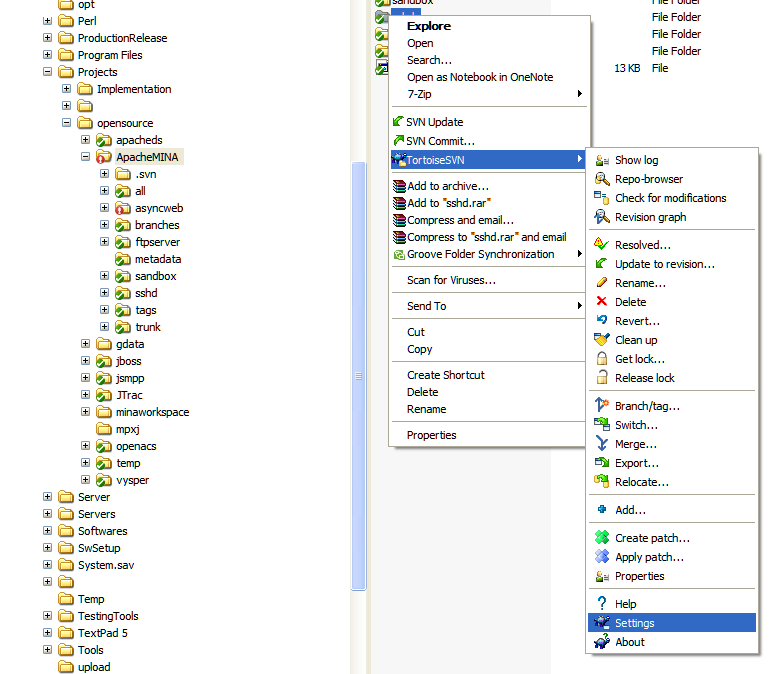 opt
Perl
ProductionRelease
Program Files
Projects
Implementation
opensource
apacheds
ApacheMINA
.svn
all
asyncweb
branches
ftpserver
metadata
sandbox
sshd
tags
trunk
gdata
jboss
jsmpp
JTrac
minaworkspace
mpxj
openacs
temp
vysper
Server
Servers
Softwares
SwSetup
System.sav
Temp
TestingTools
TextPad 5
Tools
upload
sandbox
File Folder
File Folder
File Folder
File Folder
13 KB File
Explore
Open
Search...
Open as Notebook in OneNote
7-Zip
SVN Update
SVN Commit...
TortoiseSVN
Add to archive...
Add to "sshd.rar"
Compress and email...
Compress to "sshd.rar" and email
Groove Folder Synchronization
Scan for Viruses...
Send To
Cut
Copy
Create Shortcut
Delete
Rename
Properties
Show log
Repo-browser
Check for modifications
Revision graph
Resolved...
Update to revision...
Rename...
Delete
Revert...
Clean up
Get lock...
Release lock
Branch/tag...
Switch...
Merge...
Export...
Relocate...
Add...
Create patch...
Apply patch...
Properties
Help
Settings
About